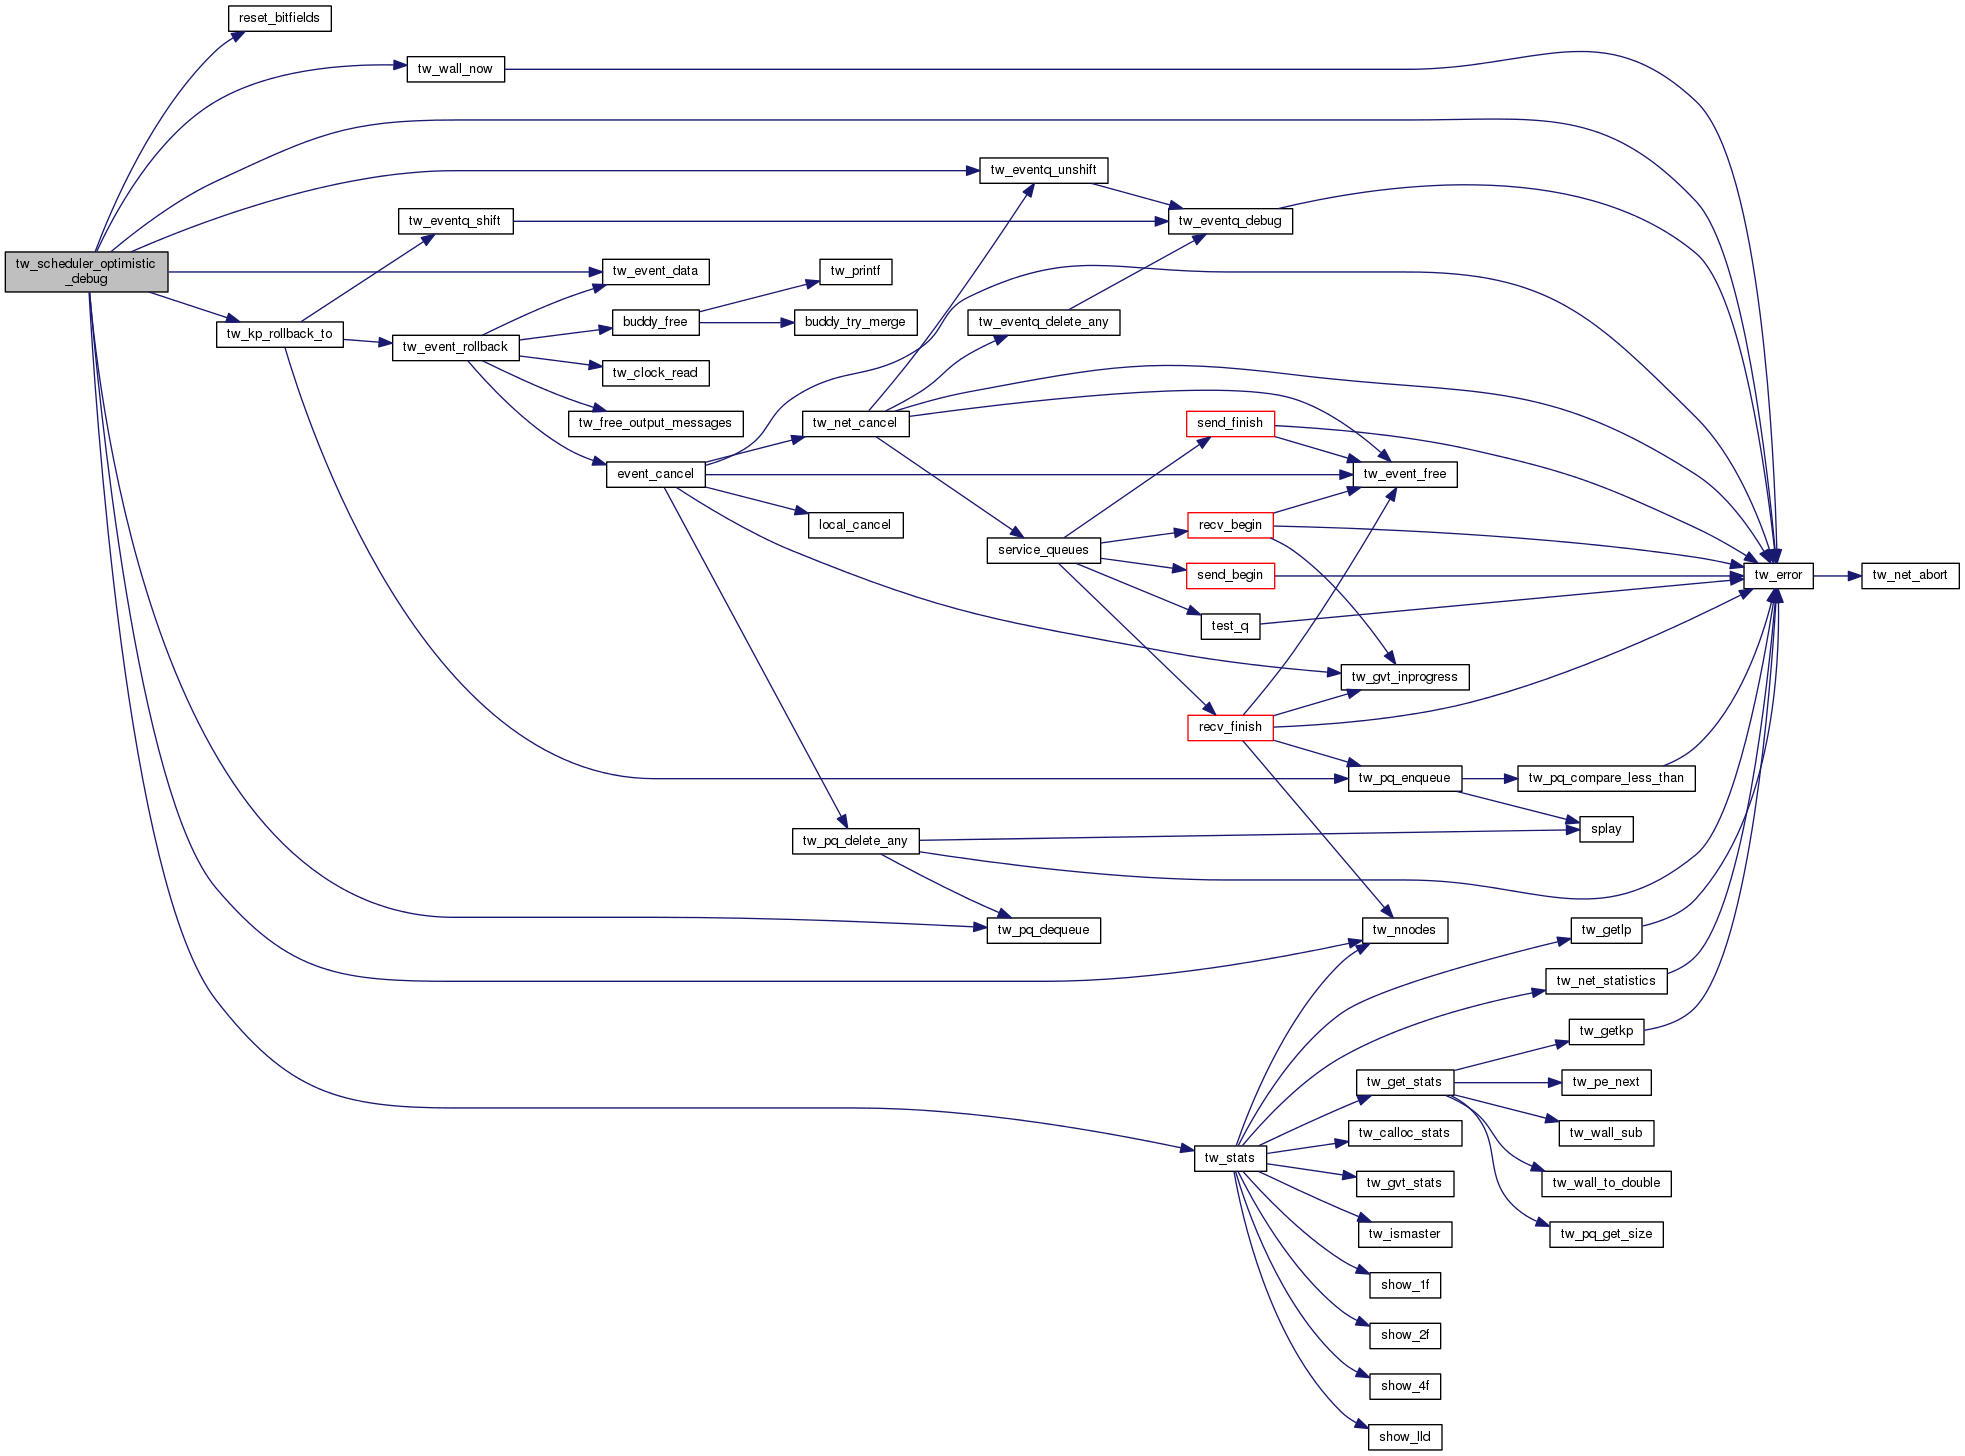 reset_bitfields
tw_wall_now
tw_eventq_unshift
tw_eventq_shift
tw_eventq_debug
tw_scheduler_optimistic
_debug
tw_event_data
tw_printf
tw_kp_rollback_to
buddy_free
buddy_try_merge
tw_eventq_delete_any
tw_event_rollback
tw_clock_read
tw_free_output_messages
tw_net_cancel
send_finish
event_cancel
tw_event_free
local_cancel
recv_begin
service_queues
send_begin
tw_error
tw_net_abort
test_q
tw_gvt_inprogress
recv_finish
tw_pq_enqueue
tw_pq_compare_less_than
splay
tw_pq_delete_any
tw_pq_dequeue
tw_nnodes
tw_getlp
tw_net_statistics
tw_getkp
tw_get_stats
tw_pe_next
tw_calloc_stats
tw_wall_sub
tw_stats
tw_gvt_stats
tw_wall_to_double
tw_ismaster
tw_pq_get_size
show_1f
show_2f
show_4f
show_lld